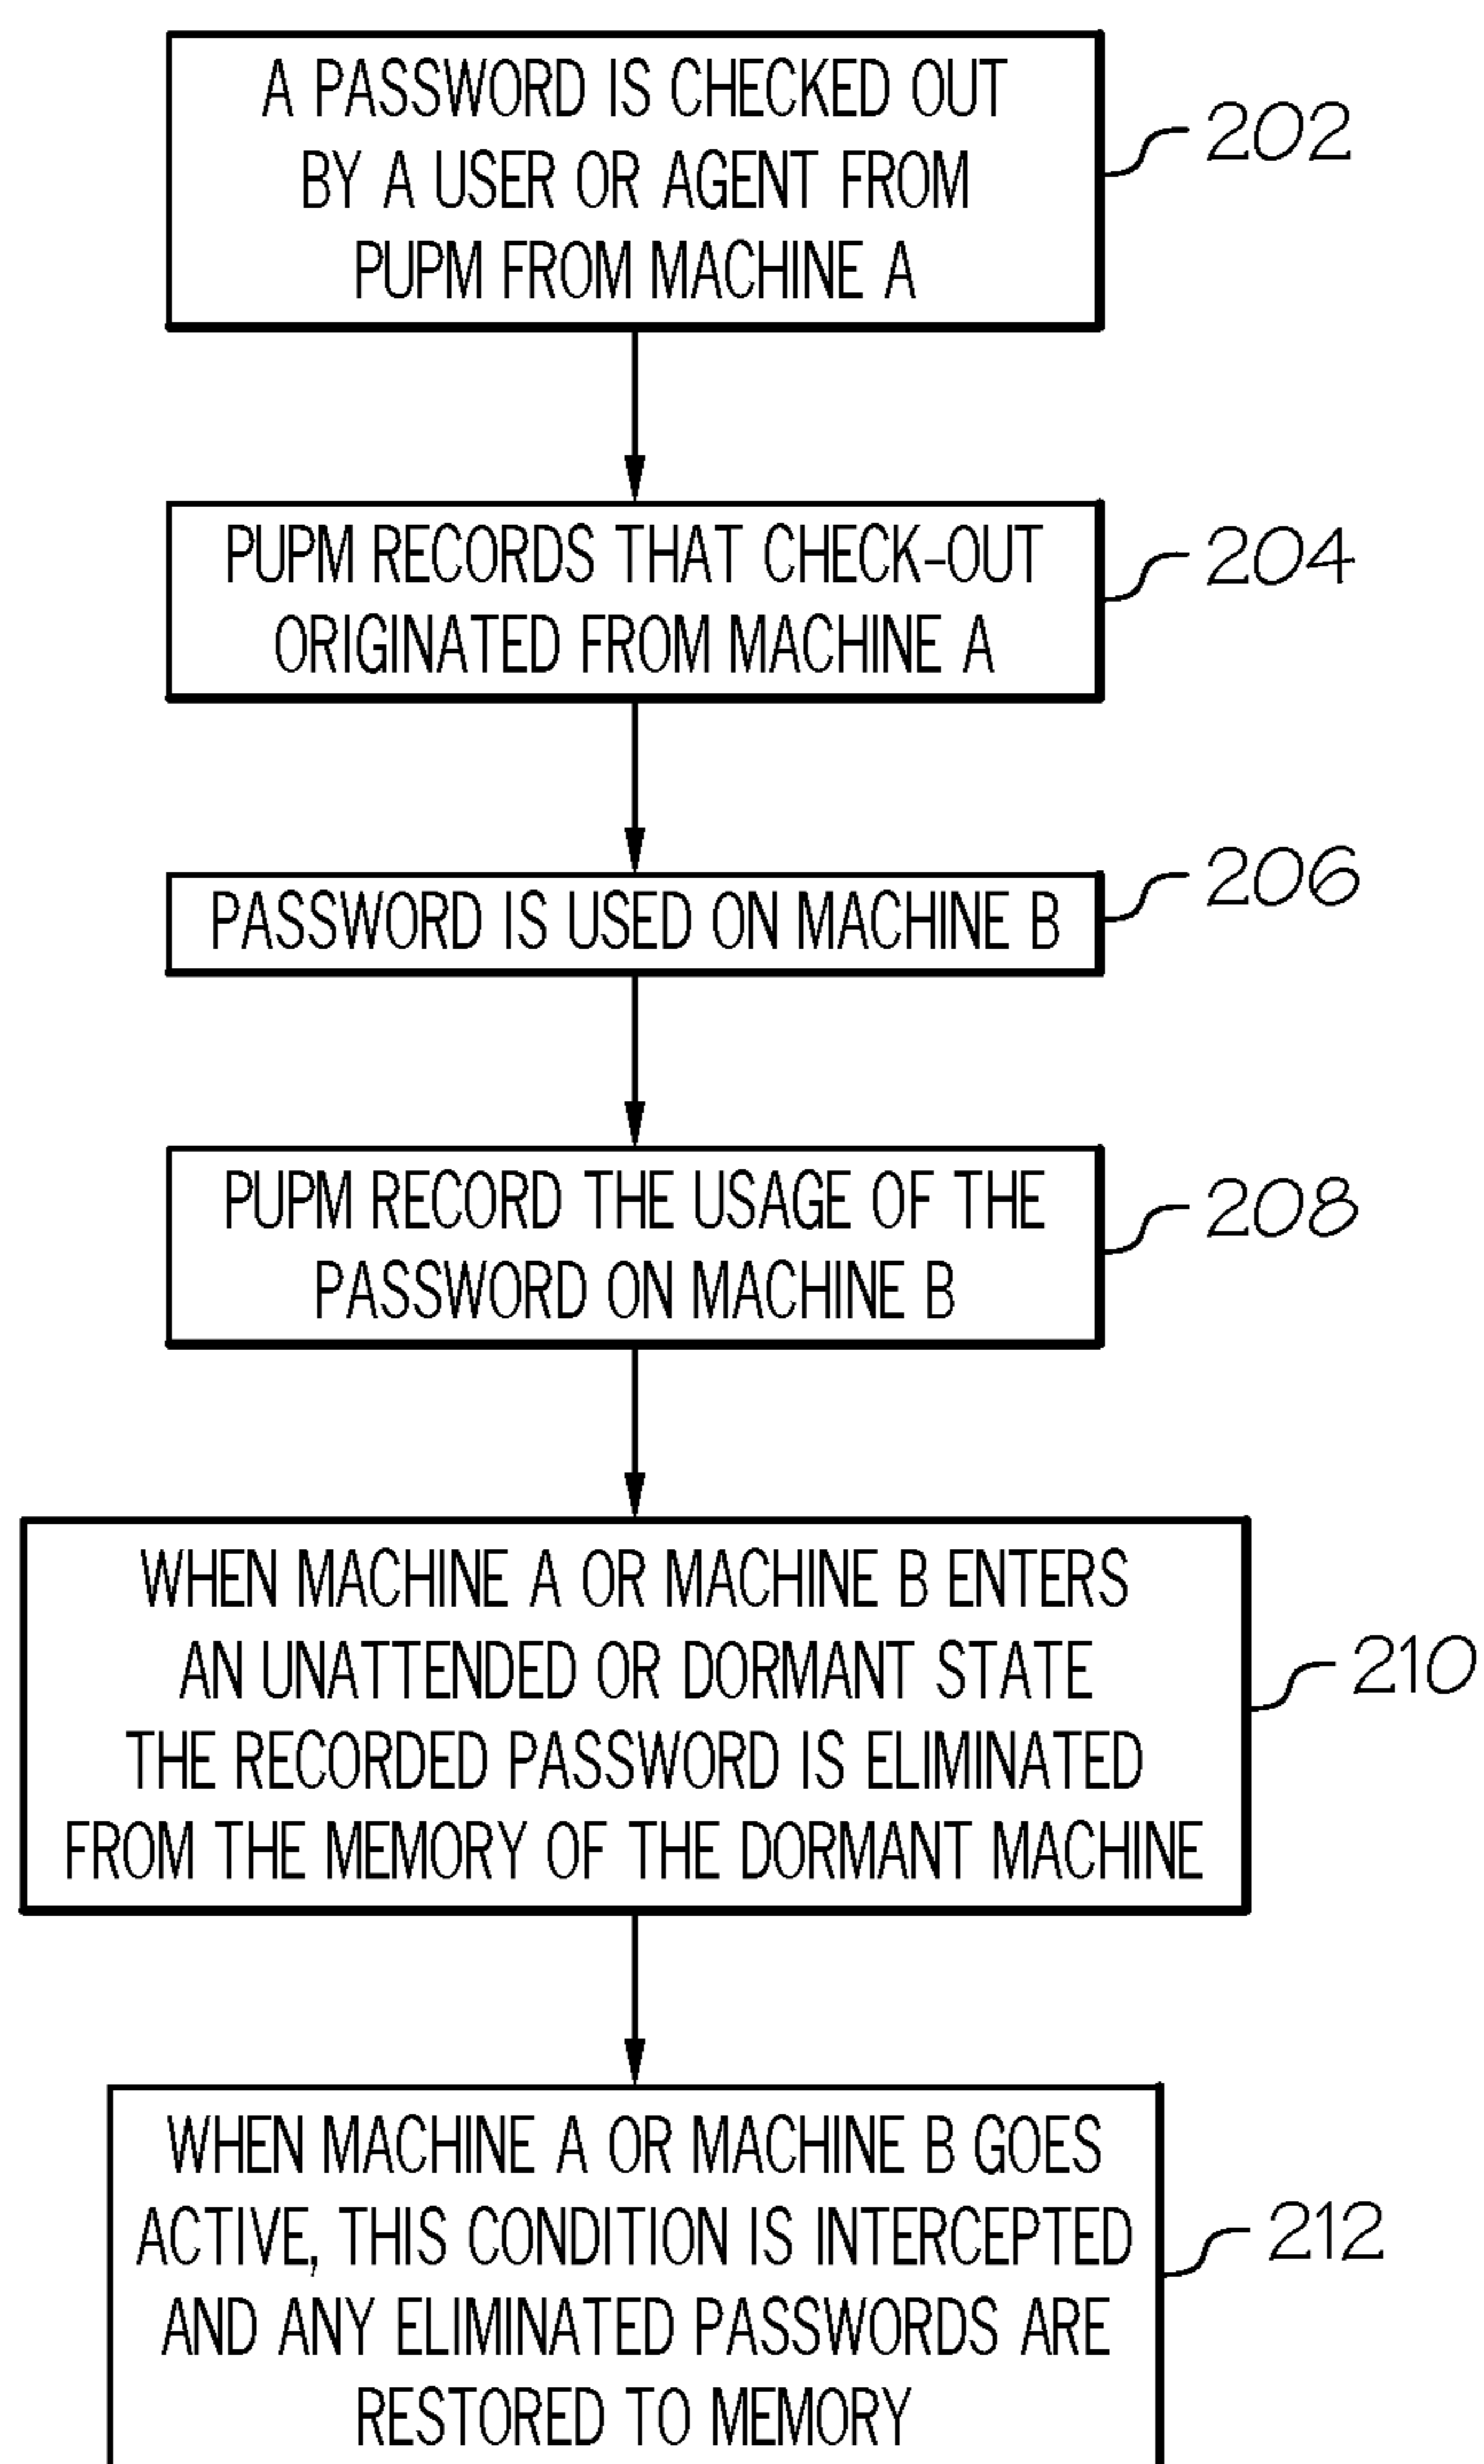 A PASSWORD IS CHECKED OUT
BY A USER OR AGENT FROM
PUPM FROM MACHINE A
202
PUPM RECORDS THAT CHECK-OUT
ORIGINATED FROM MACHINE A
204
PASSWORD IS USED ON MACHINE B
206
PUPM RECORD THE USAGE OF THE
PASSWORD ON MACHINE B
208
WHEN MACHINE A OR MACHINE B ENTERS
AN UNATTENDED OR DORMANT STATE
THE RECORDED PASSWORD IS ELIMINATED
FROM THE MEMORY OF THE DORMANT MACHINE
210
WHEN MACHINE A OR MACHINE B GOES
ACTIVE, THIS CONDITION IS INTERCEPTED
AND ANY ELIMINATED PASSWORDS ARE
RESTORED TO MEMORY
212